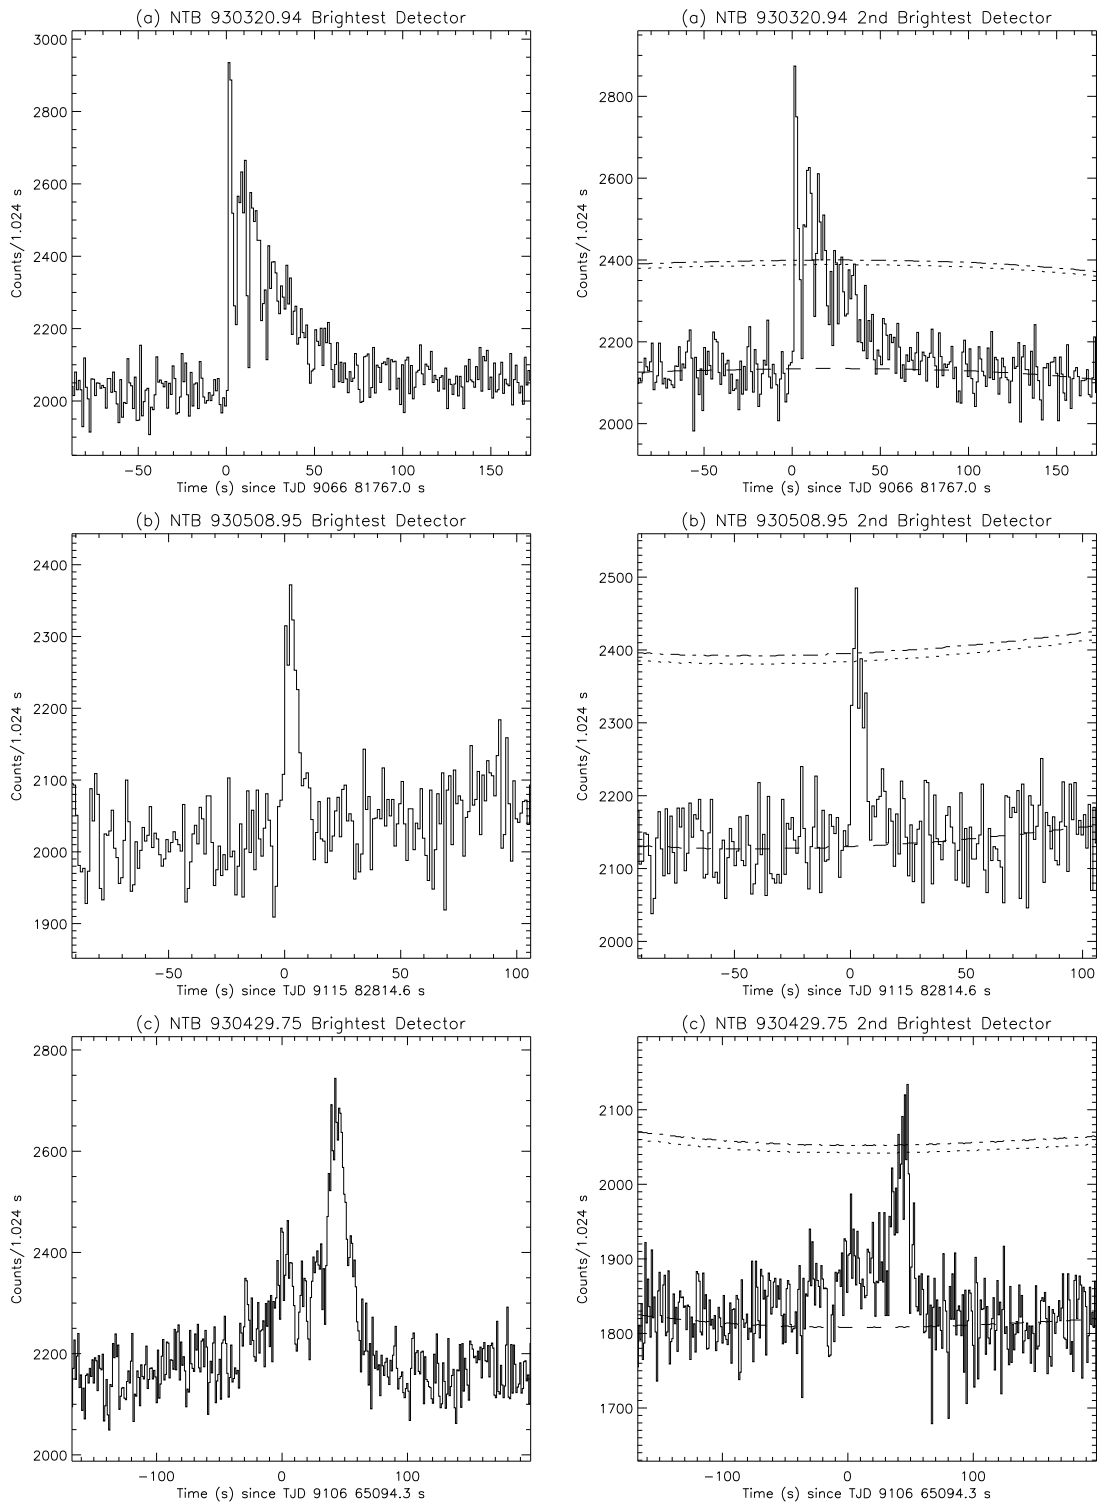 (a) NTB 930320.94 Brightest Detector
3000
2800
2600
2400
2200
2000
Counts/1.024 s
−50 0 50 100 150
Time (s) since TJD 9066 81767.0 s
(a) NTB 930320.94 2nd Brightest Detector
2800
2600
2400
2200
2000
Counts/1.024 s
−50 0 50 100 150
Time (s) since TJD 9066 81767.0 s
(b) NTB 930508.95 Brightest Detector
2400
2300
2200
2100
2000
1900
Counts/1.024 s
−50 0 50 100
Time (s) since TJD 9115 82814.6 s
(b) NTB 930508.95 2nd Brightest Detector
2500
2400
2300
2200
2100
2000
Counts/1.024 s
−50 0 50 100
Time (s) since TJD 9115 82814.6 s
(c) NTB 930429.75 Brightest Detector
2800
2600
2400
2200
2000
Counts/1.024 s
−100 0 100
Time (s) since TJD 9106 65094.3 s
(c) NTB 930429.75 2nd Brightest Detector
2100
2000
1900
1800
1700
Counts/1.024 s
−100 0 100
Time (s) since TJD 9106 65094.3 s